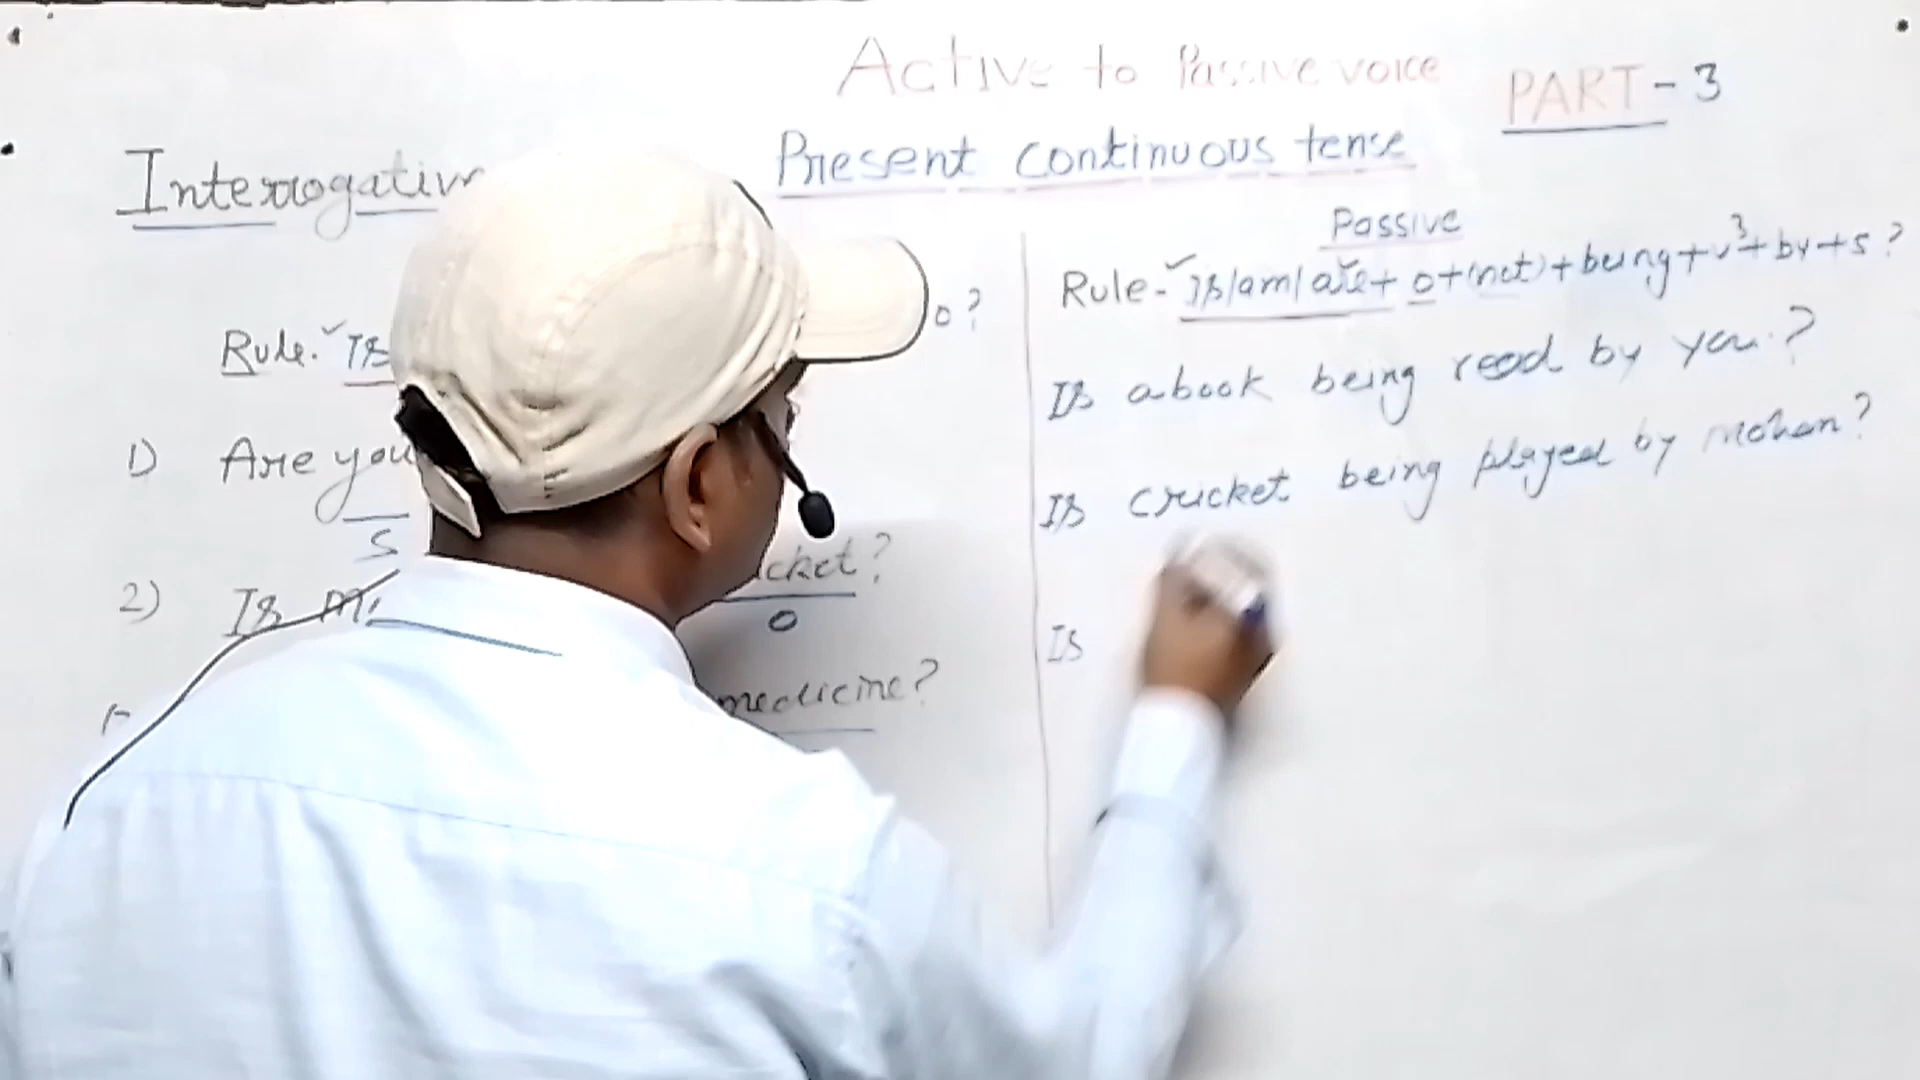 Active to Passive voice
PART-3
Present continuous tense
Interrogative
Rule. Is
o?
1) Are you
S
2) Is
cket?
o
medicine?
Passive
Rule- is/am/are+ o+(not)+being+v³+by+s?
Is a book being read by you?
Is cricket being played by Mohan?
Is